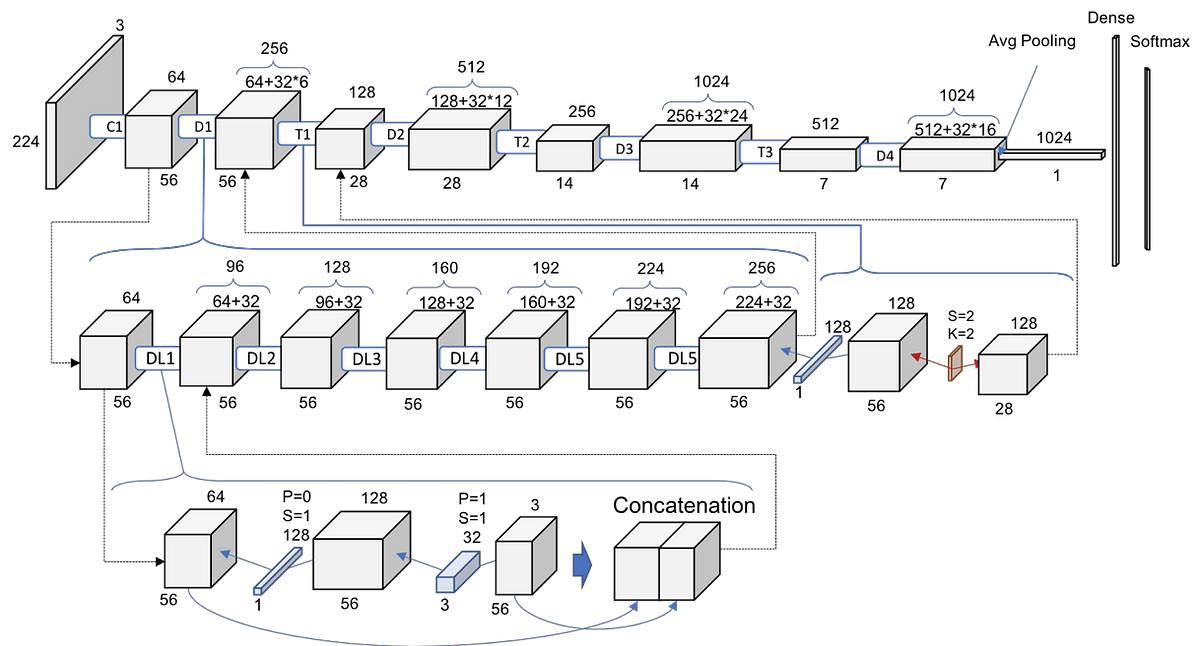 Dense
Softmax
Avg Pooling
3
64
256
64+32*6
128
512
128+32*12
256
1024
256+32*24
512
1024
512+32*16
1024
224
C1
D1
T1
D2
T2
D3
T3
D4
56
56
28
28
14
14
7
7
1
64
96
64+32
128
96+32
160
128+32
192
160+32
224
192+32
256
224+32
128
128
S=2
K=2
128
DL1
DL2
DL3
DL4
DL5
DL5
56
56
56
56
56
56
56
1
56
28
64
P=0
S=1
128
128
P=1
S=1
32
3
Concatenation
56
1
56
3
56